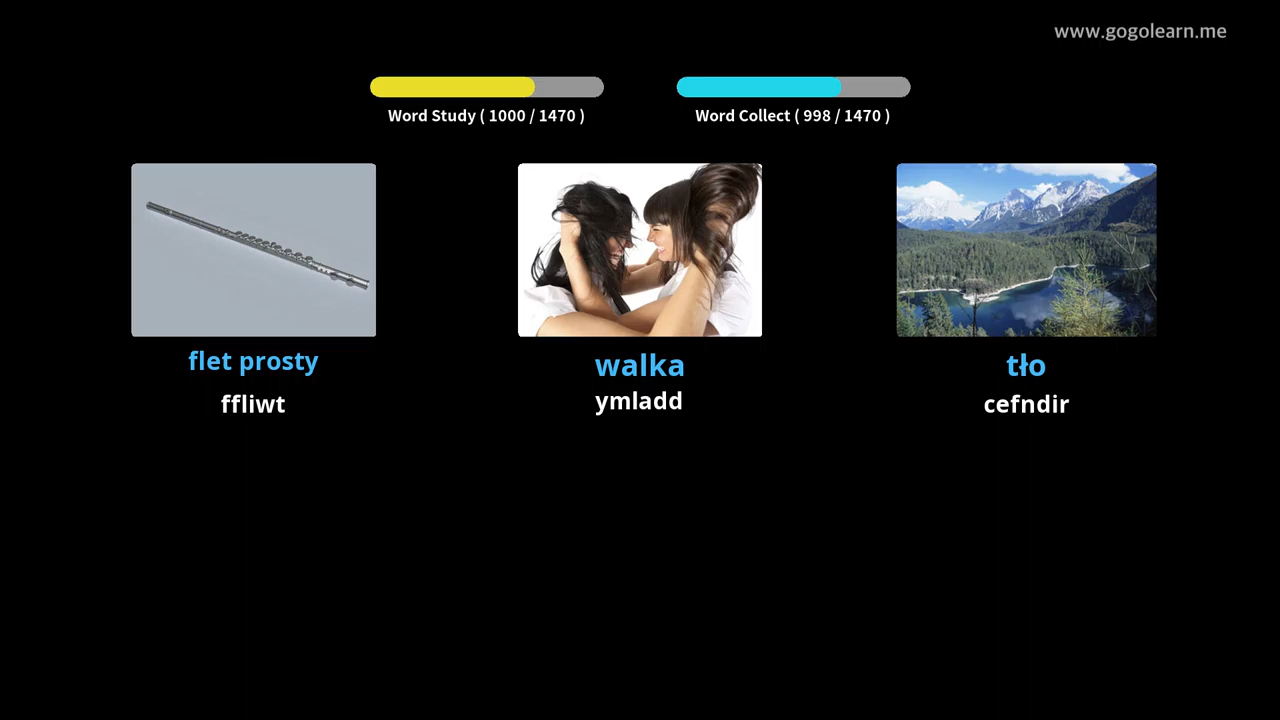 www.gogolearn.me
Word Study ( 1000 / 1470 )
Word Collect ( 998 / 1470 )
flet prosty
ffliwt
walka
ymladd
tło
cefndir